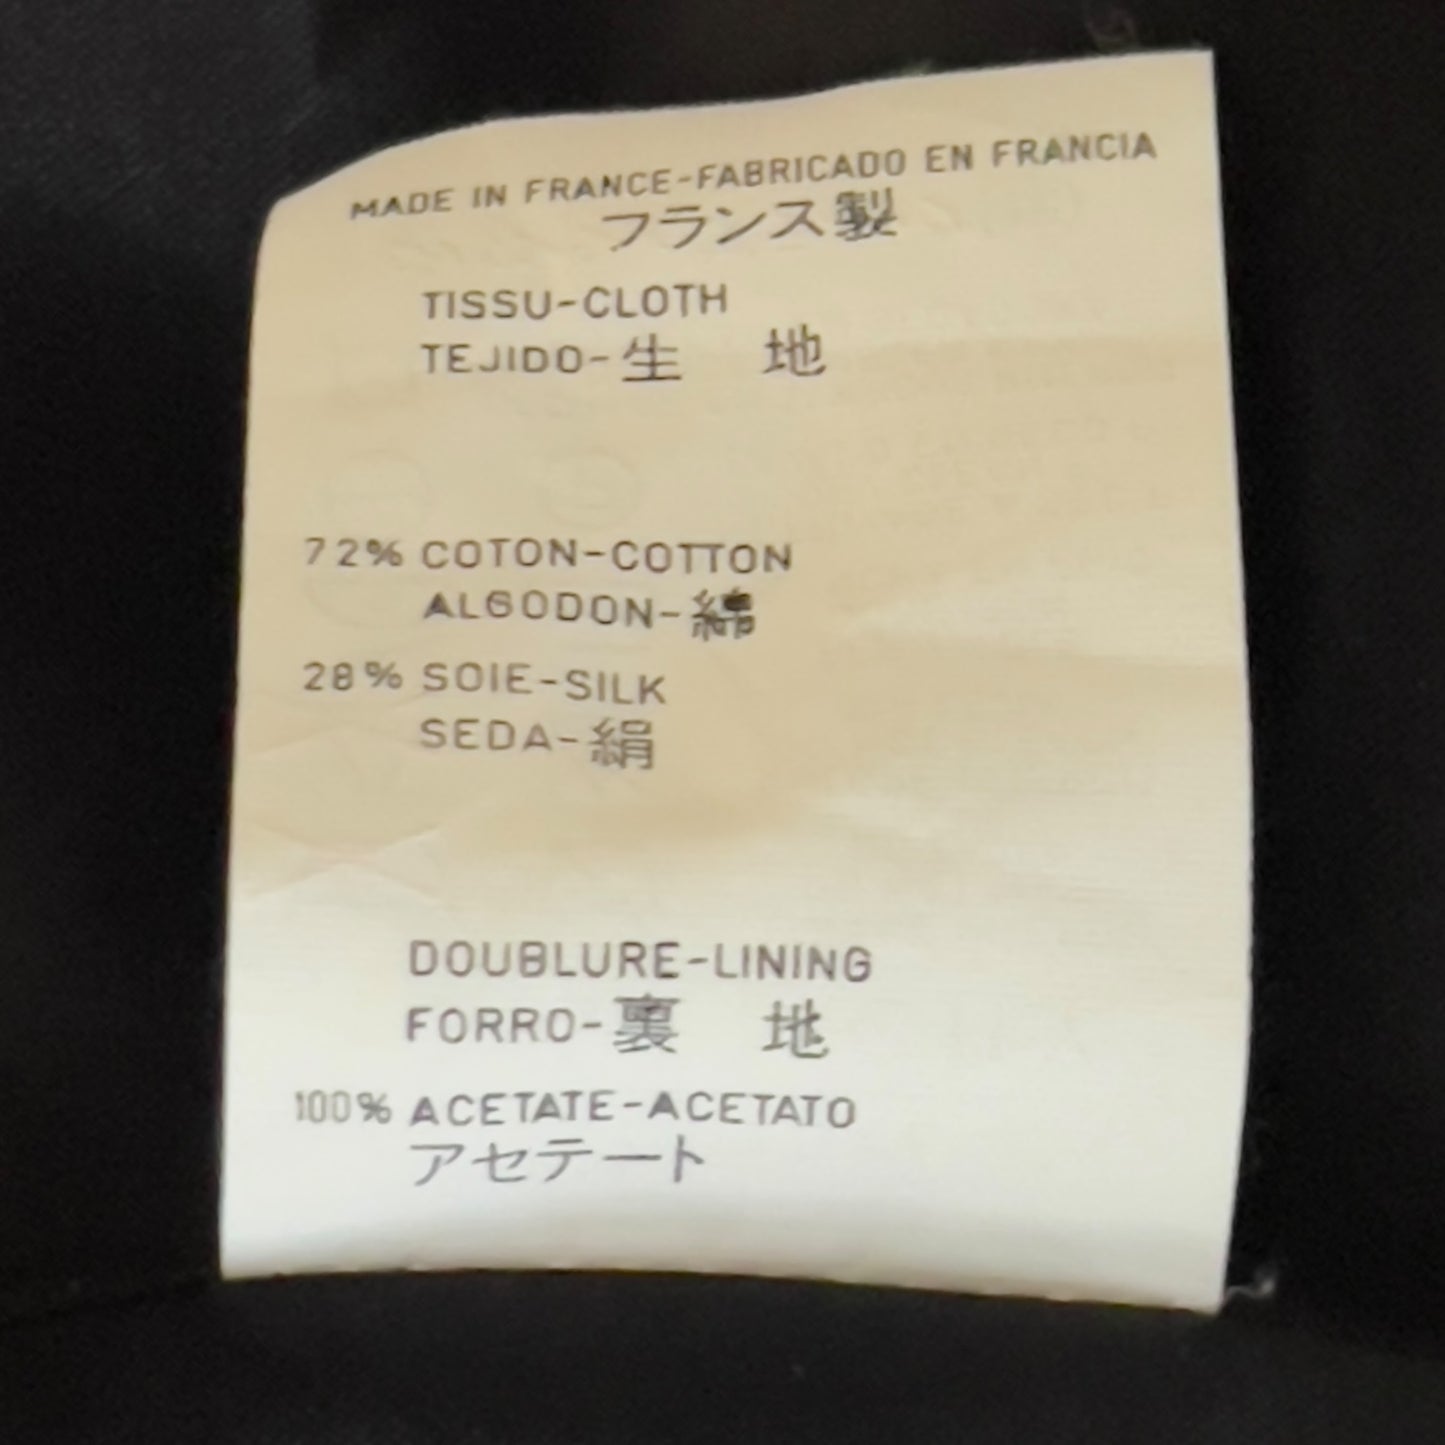 MADE IN FRANCE-FABRICADO EN FRANCIA
フランス製
TISSU-CLOTH
TEJIDO-生 地
72% COTON-COTTON
ALGODON-綿
28% SOIE-SILK
SEDA-絹
DOUBLURE-LINING
FORRO-裏 地
100% ACETATE-ACETATO
アセテート